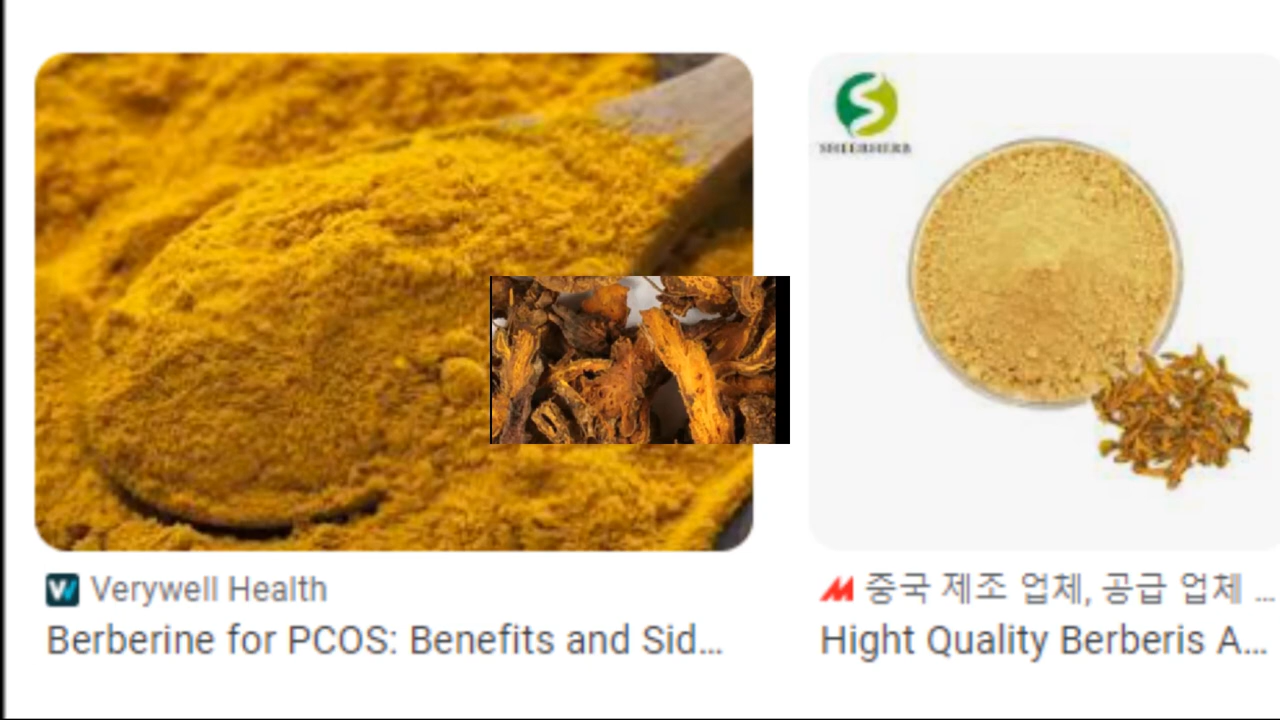 SHEERHERB
Verywell Health
Berberine for PCOS: Benefits and Sid...
중국 제조 업체, 공급 업체 ...
Hight Quality Berberis A...